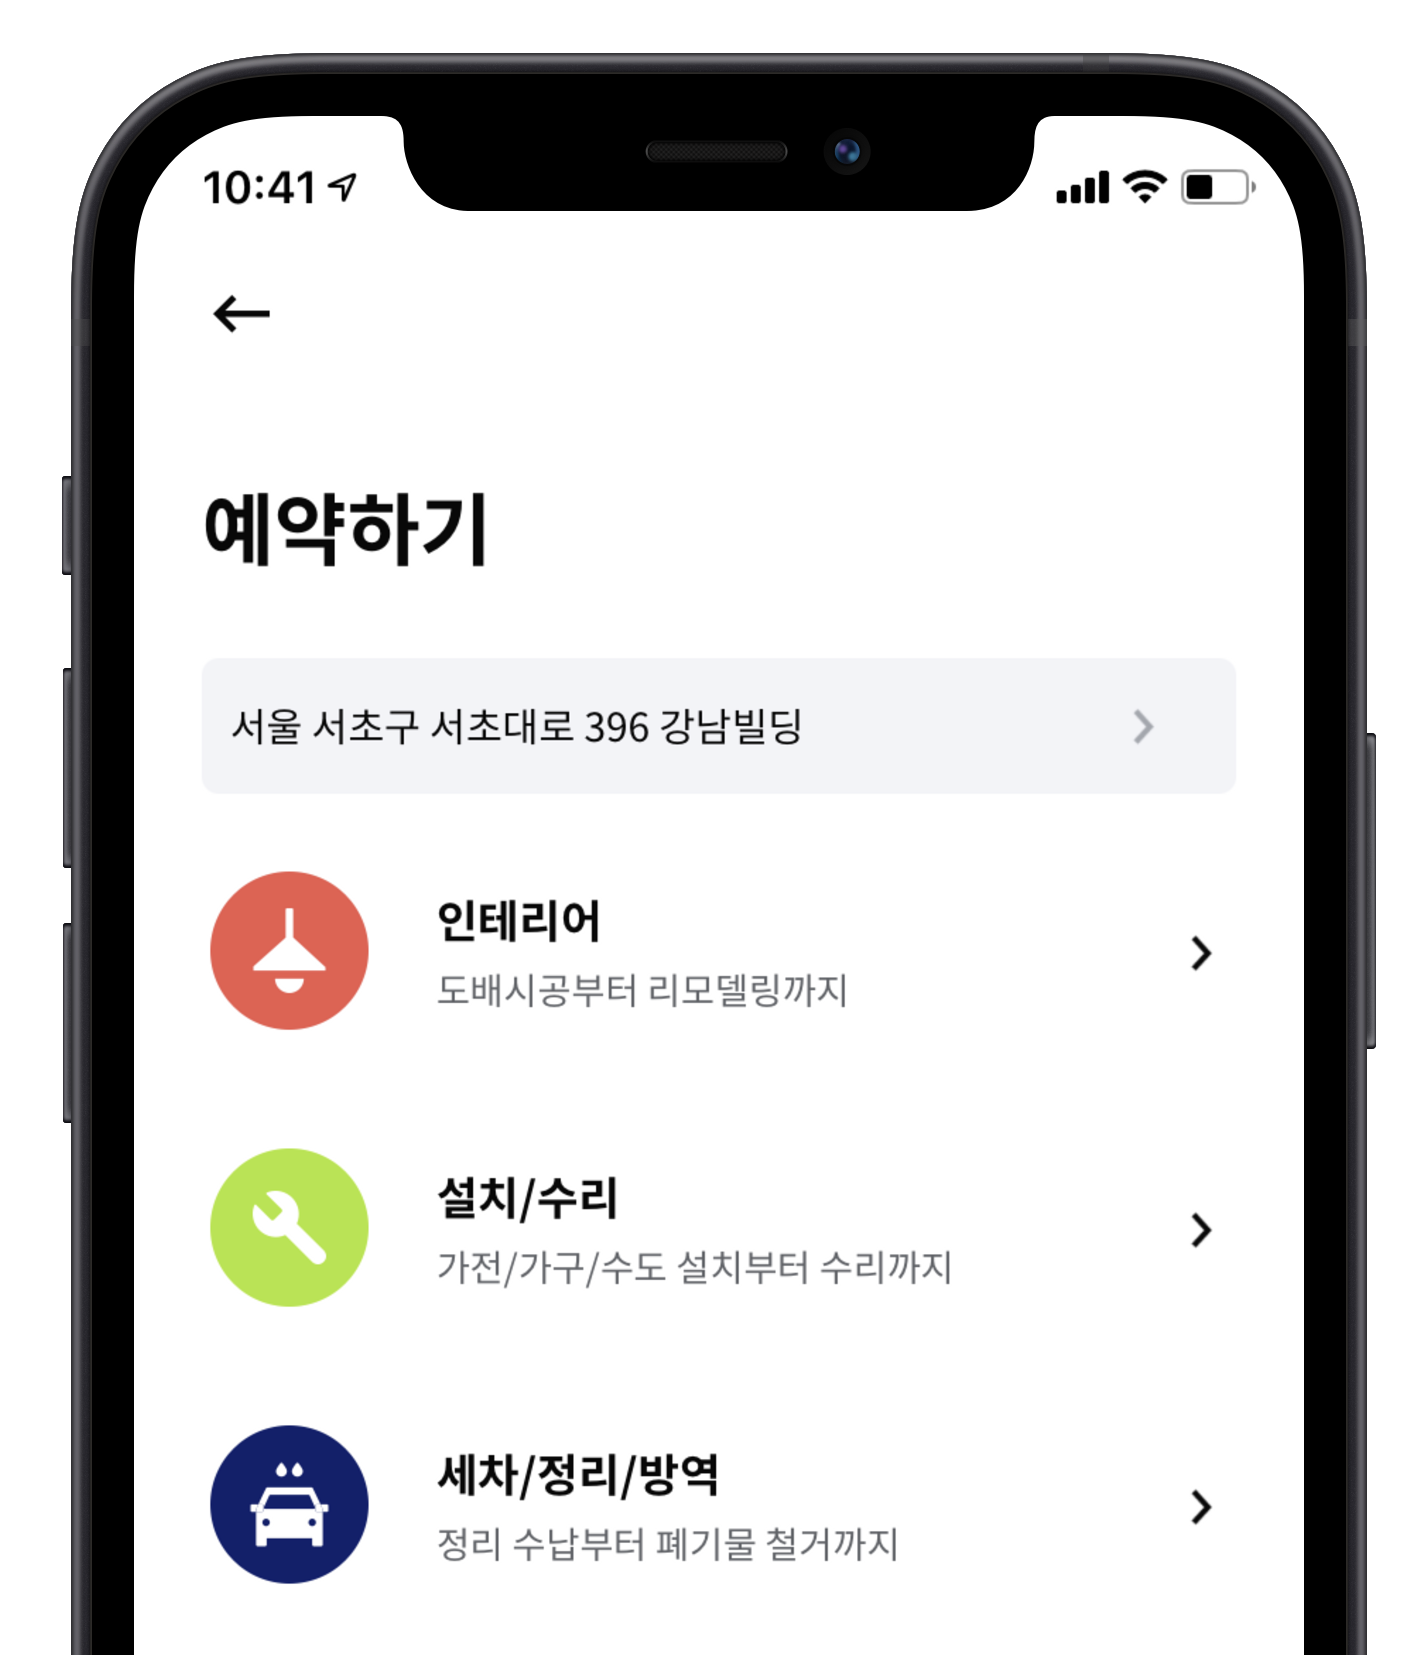 10:41
예약하기
서울 서초구 서초대로 396 강남빌딩
인테리어
도배시공부터 리모델링까지
설치/수리
가전/가구/수도 설치부터 수리까지
세차/정리/방역
정리 수납부터 폐기물 철거까지